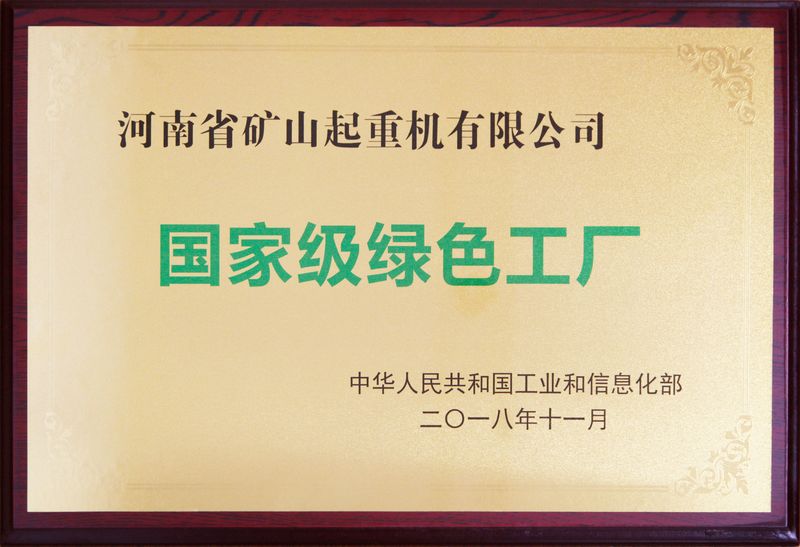 河南省矿山起重机有限公司
国家级绿色工厂
中华人民共和国工业和信息化部
二〇一八年十一月